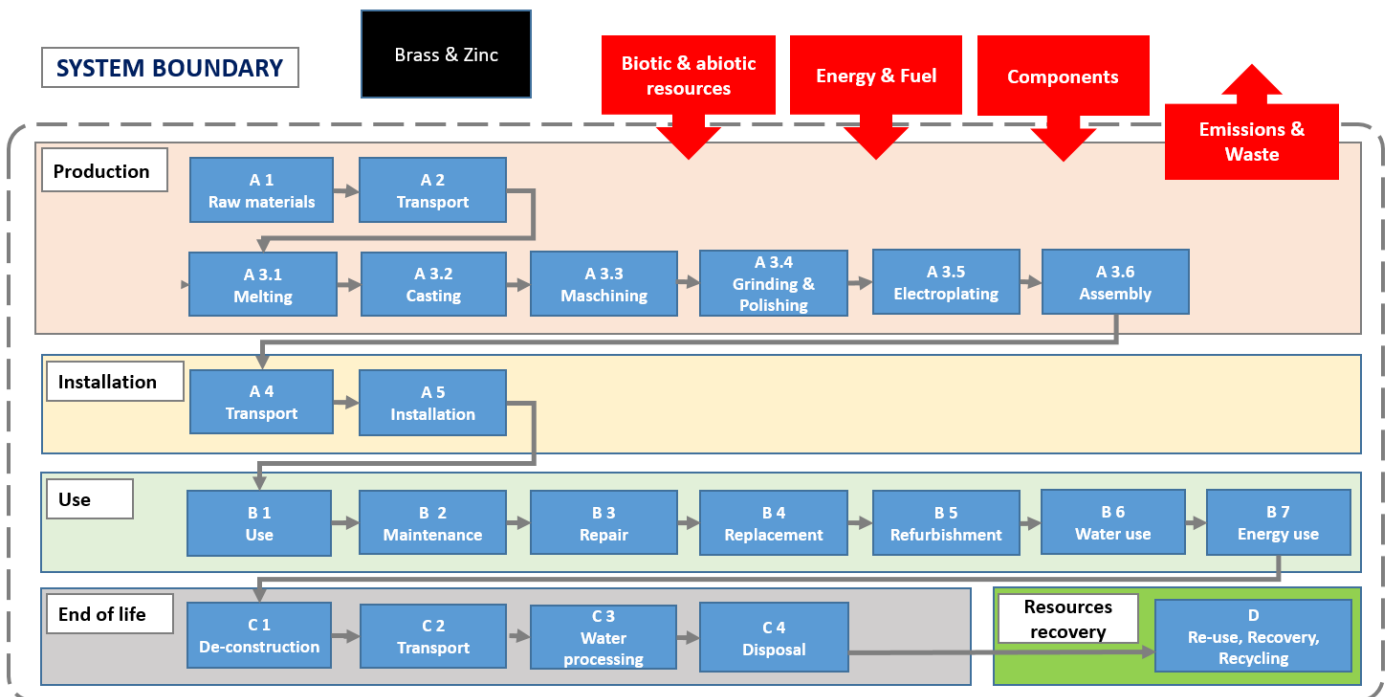 SYSTEM BOUNDARY
Brass & Zinc
Biotic & abiotic
resources
Energy & Fuel
Components
Emissions &
Waste
Production
A 1
Raw materials
A 2
Transport
A 3.1
Melting
A 3.2
Casting
A 3.3
Maschining
A 3.4
Grinding &
Polishing
A 3.5
Electroplating
A 3.6
Assembly
Installation
A 4
Transport
A 5
Installation
Use
B 1
Use
B 2
Maintenance
B 3
Repair
B 4
Replacement
B 5
Refurbishment
B 6
Water use
B 7
Energy use
End of life
C 1
De-construction
C 2
Transport
C 3
Water
processing
C 4
Disposal
Resources
recovery
D
Re-use, Recovery,
Recycling